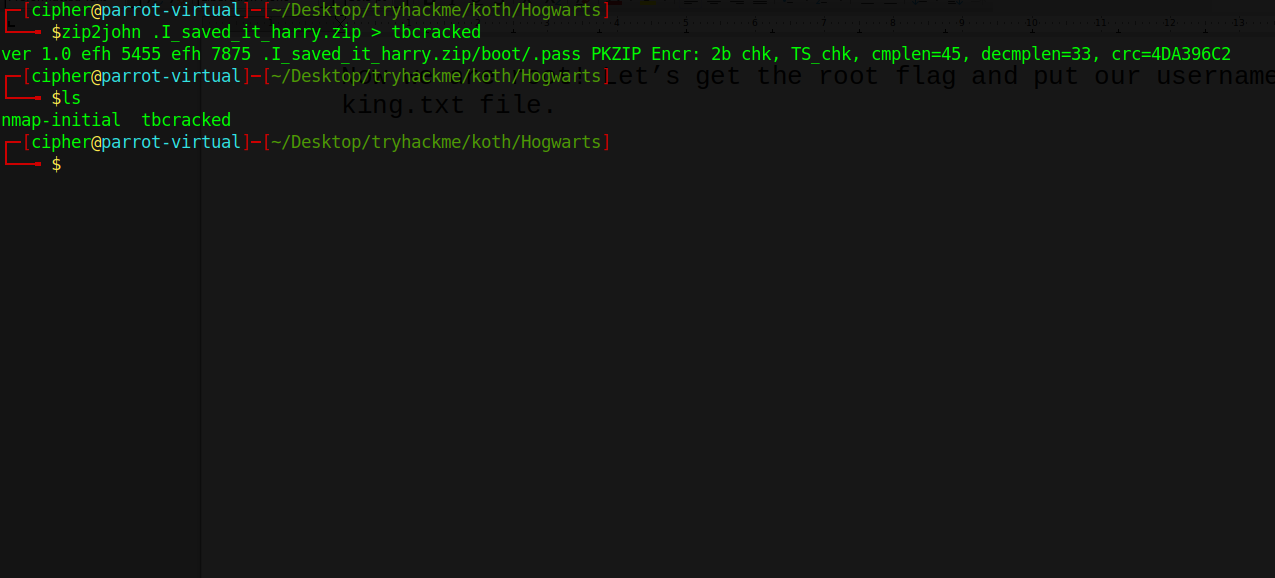 [cipher@parrot-virtual]-[~/Desktop/tryhackme/koth/Hogwarts]
$zip2john .I_saved_it_harry.zip > tbcracked
ver 1.0 efh 5455 efh 7875 .I_saved_it_harry.zip/boot/.pass PKZIP Encr: 2b chk, TS_chk, cmplen=45, decmplen=33, crc=4DA396C2
[cipher@parrot-virtual]-[~/Desktop/tryhackme/koth/Hogwarts]
Let’s get the root flag and put our username
$ls
king.txt file.
nmap-initial  tbcracked
[cipher@parrot-virtual]-[~/Desktop/tryhackme/koth/Hogwarts]
$